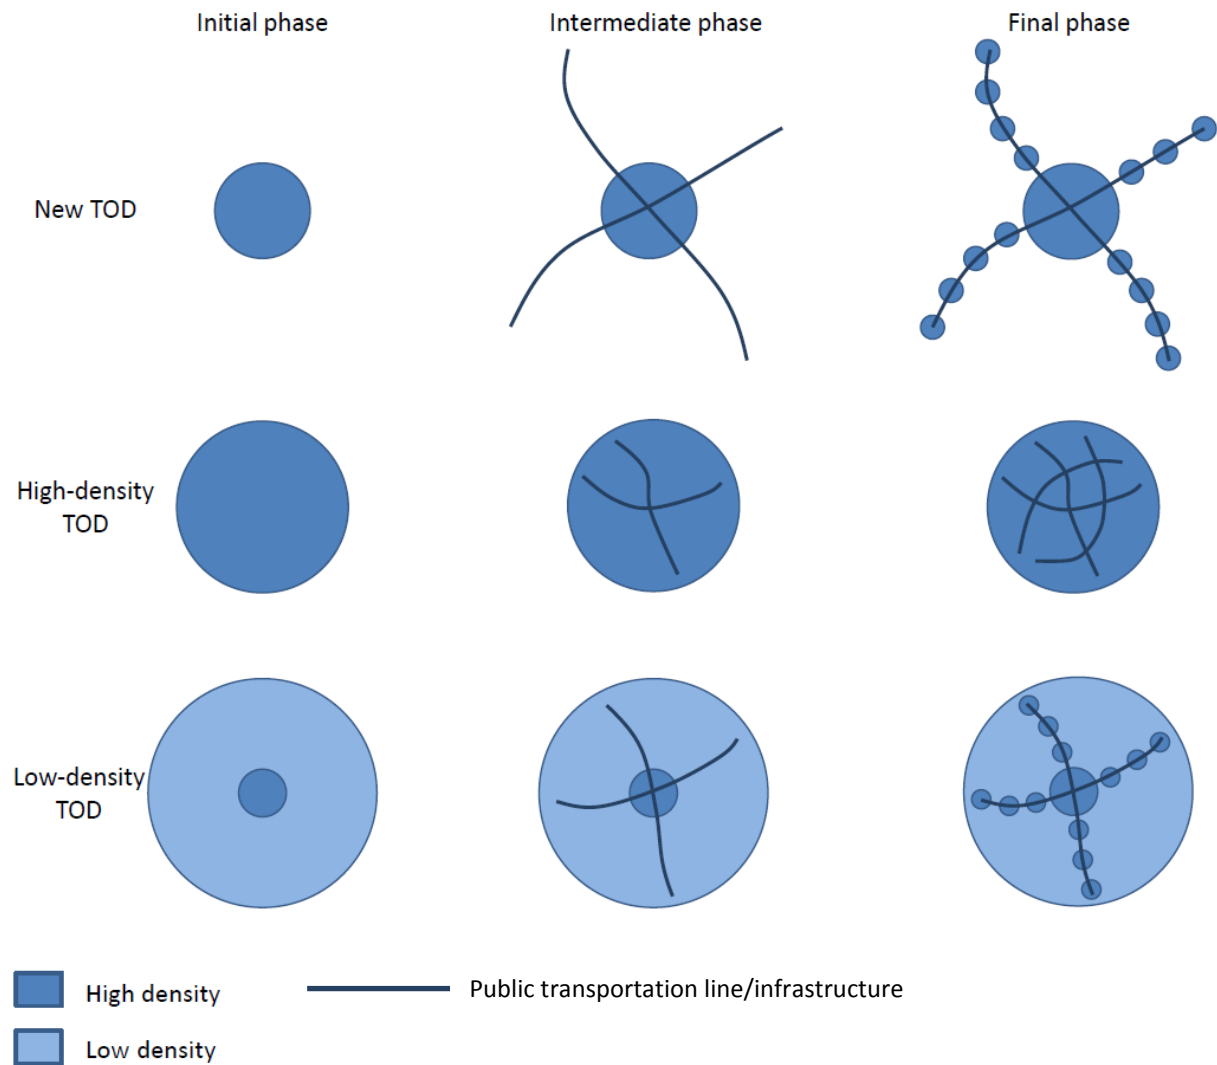 Initial phase
Intermediate phase
Final phase
New TOD
High-density
TOD
Low-density
TOD
High density
Public transportation line/infrastructure
Low density